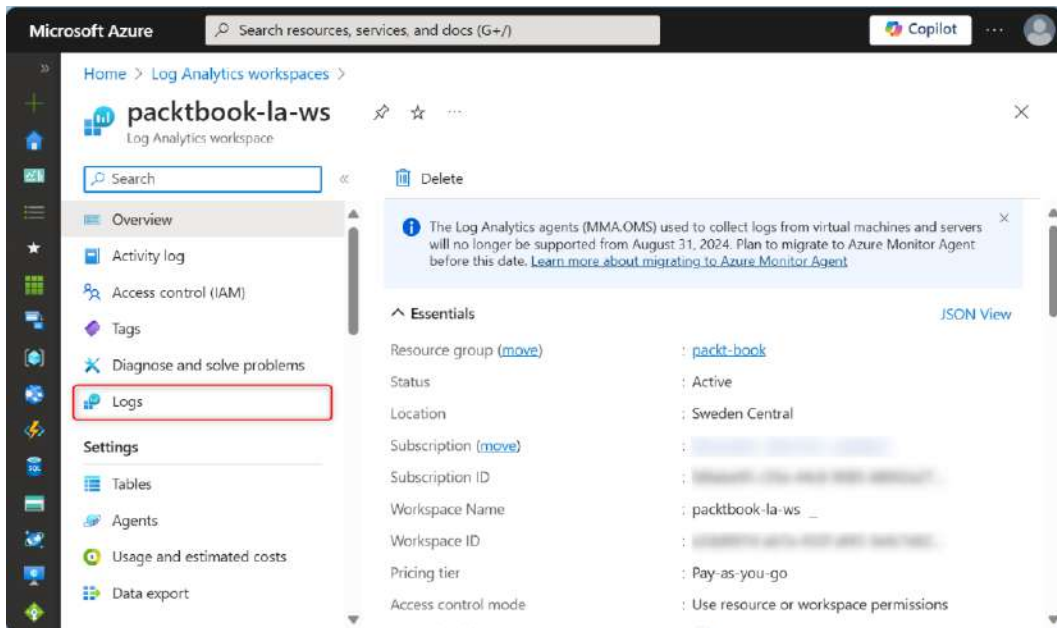 Microsoft Azure
Search resources, services, and docs (G+/)
Copilot
Home > Log Analytics workspaces >
packtbook-la-ws
Log Analytics workspace
Search
Delete
Overview
Activity log
Access control (IAM)
Tags
Diagnose and solve problems
Logs
Settings
Tables
Agents
Usage and estimated costs
Data export
The Log Analytics agents (MMA,OMS) used to collect logs from virtual machines and servers
will no longer be supported from August 31, 2024. Plan to migrate to Azure Monitor Agent
before this date. Learn more about migrating to Azure Monitor Agent
Essentials
JSON View
Resource group (move) : packt-book
Status : Active
Location : Sweden Central
Subscription (move) :
Subscription ID :
Workspace Name : packtbook-la-ws
Workspace ID :
Pricing tier : Pay-as-you-go
Access control mode : Use resource or workspace permissions